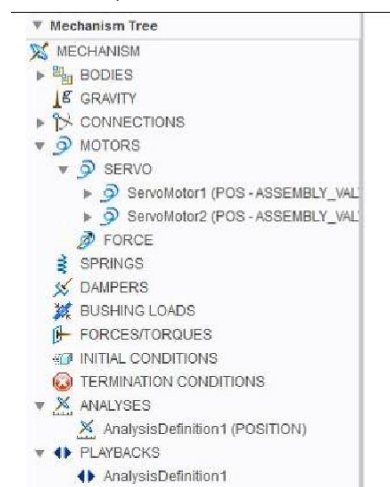 Mechanism Tree
MECHANISM
BODIES
GRAVITY
CONNECTIONS
MOTORS
SERVO
ServoMotor1 (POS - ASSEMBLY_VAL
ServoMotor2 (POS - ASSEMBLY_VAL
FORCE
SPRINGS
DAMPERS
BUSHING LOADS
FORCES/TORQUES
INITIAL CONDITIONS
TERMINATION CONDITIONS
ANALYSES
AnalysisDefinition1 (POSITION)
PLAYBACKS
AnalysisDefinition1